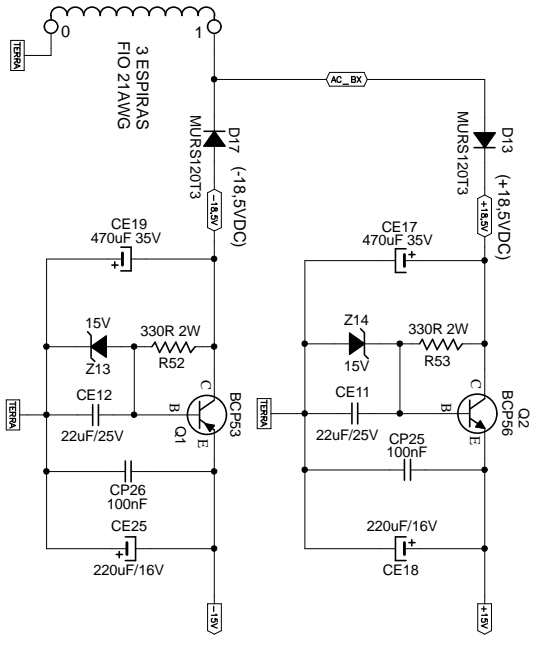 0
1
TERRA
3 ESPIRAS
FIO 21AWG
AC_BX
D17
MURS120T3
(-18,5VDC)
-18,5V
D13
MURS120T3
(+18,5VDC)
+18,5V
CE19
470uF 35V
+
CE17
470uF 35V
+
15V
Z13
330R 2W
R52
Z14
15V
330R 2W
R53
CE12
22uF/25V
C
B
E
Q1
BCP53
TERRA
CE11
22uF/25V
C
B
E
Q2
BCP56
TERRA
CP26
100nF
CP25
100nF
CE25
220uF/16V
+
220uF/16V
CE18
+
-15V
+15V